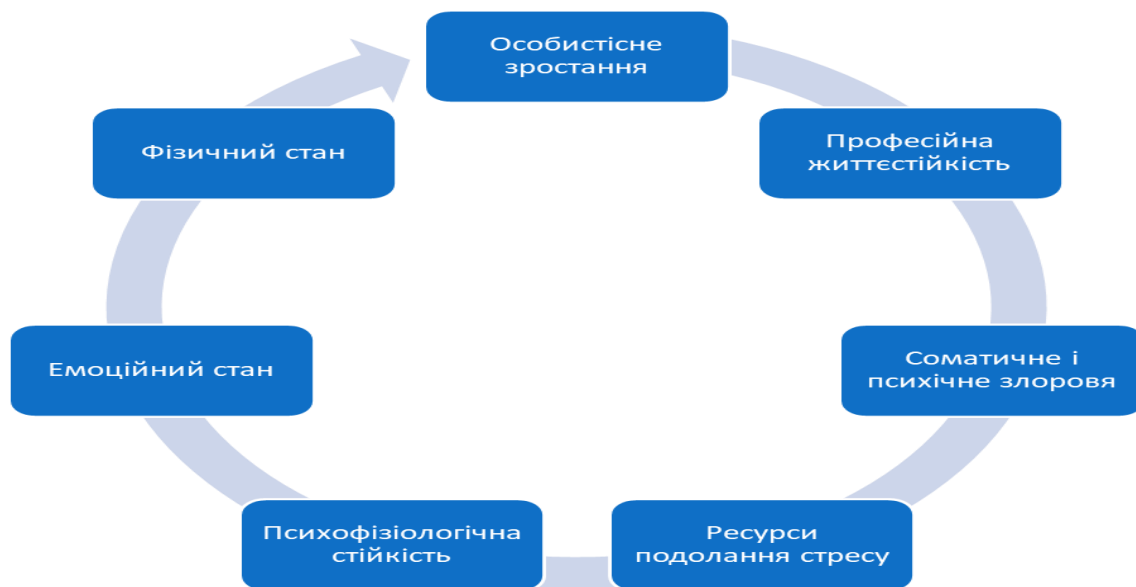 Особистісне
зростання
Професійна
життєстійкість
Соматичне і
психічне злоровя
Ресурси
подолання стресу
Психофізіологічна
стійкість
Емоційний стан
Фізичний стан